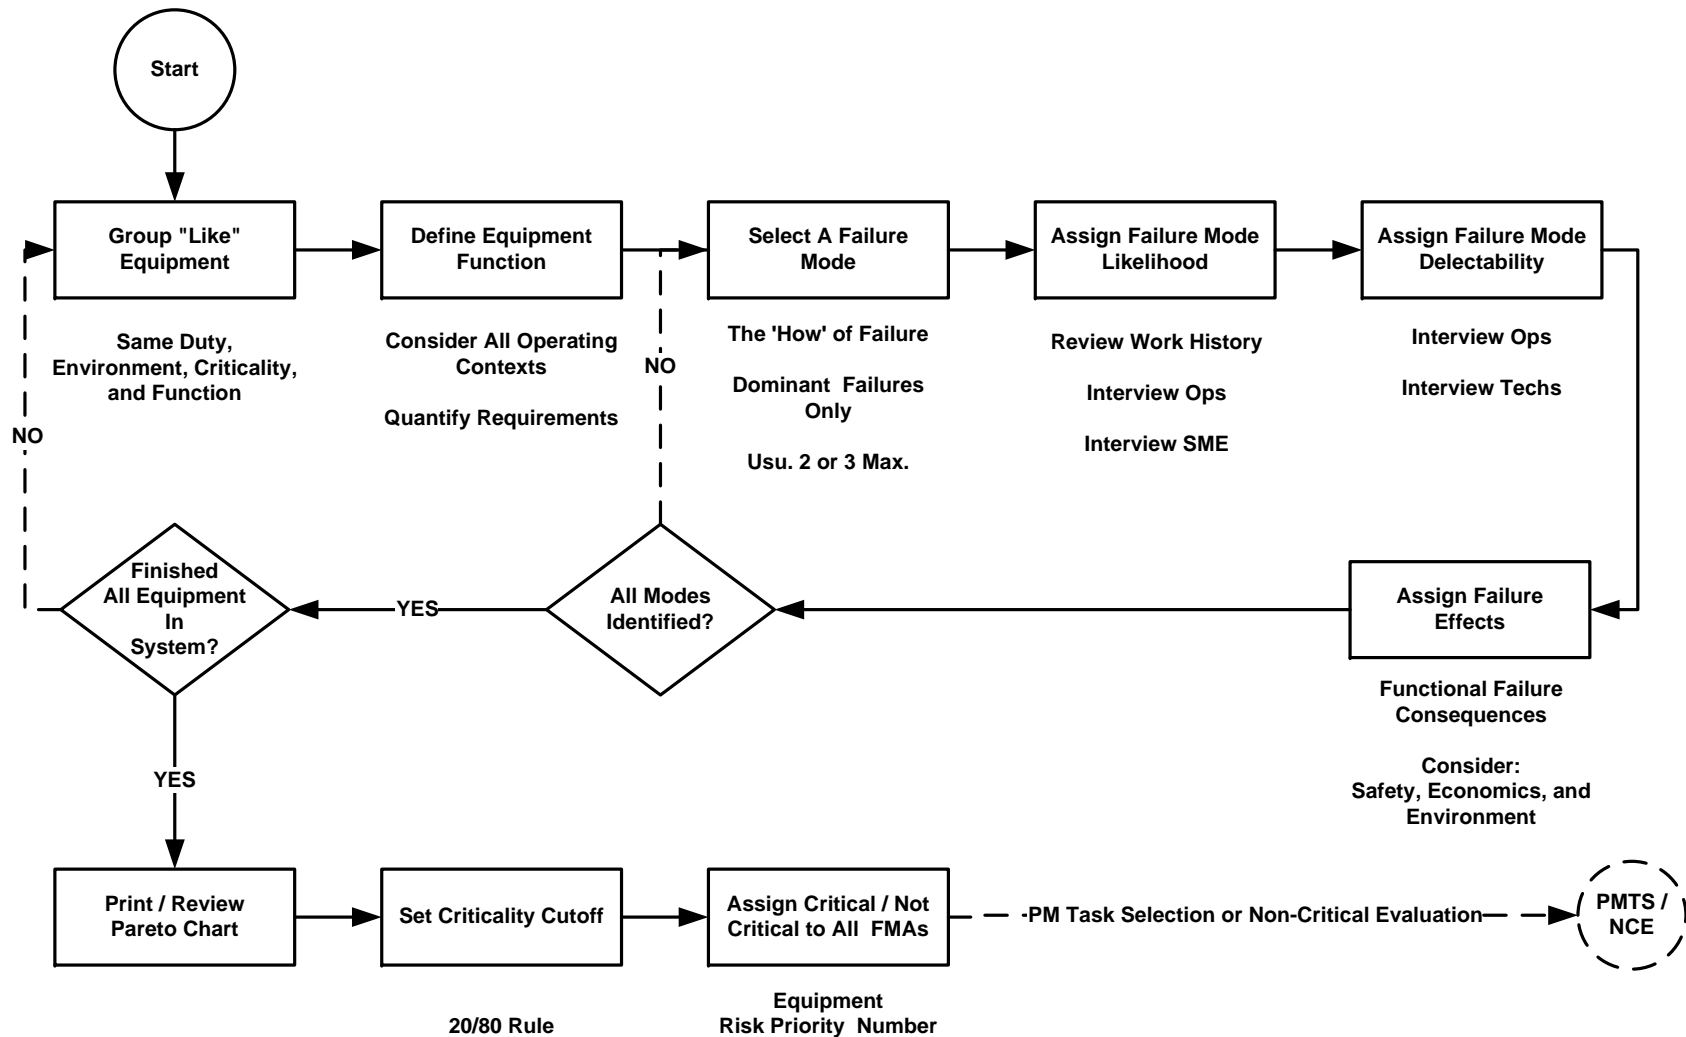 Start
Group "Like"
Equipment
Define Equipment
Function
Select A Failure
Mode
Assign Failure Mode
Likelihood
Assign Failure Mode
Delectability
Same Duty,
Environment, Criticality,
and Function
Consider All Operating
Contexts
Quantify Requirements
NO
The 'How' of Failure
Dominant Failures
Only
Usu. 2 or 3 Max.
Review Work History
Interview Ops
Interview SME
Interview Ops
Interview Techs
NO
Finished
All Equipment
In
System?
YES
All Modes
Identified?
Assign Failure
Effects
Functional Failure
Consequences
Consider:
Safety, Economics, and
Environment
YES
Print / Review
Pareto Chart
Set Criticality Cutoff
Assign Critical / Not
Critical to All FMAs
PM Task Selection or Non-Critical Evaluation
PMTS /
NCE
20/80 Rule
Equipment
Risk Priority Number